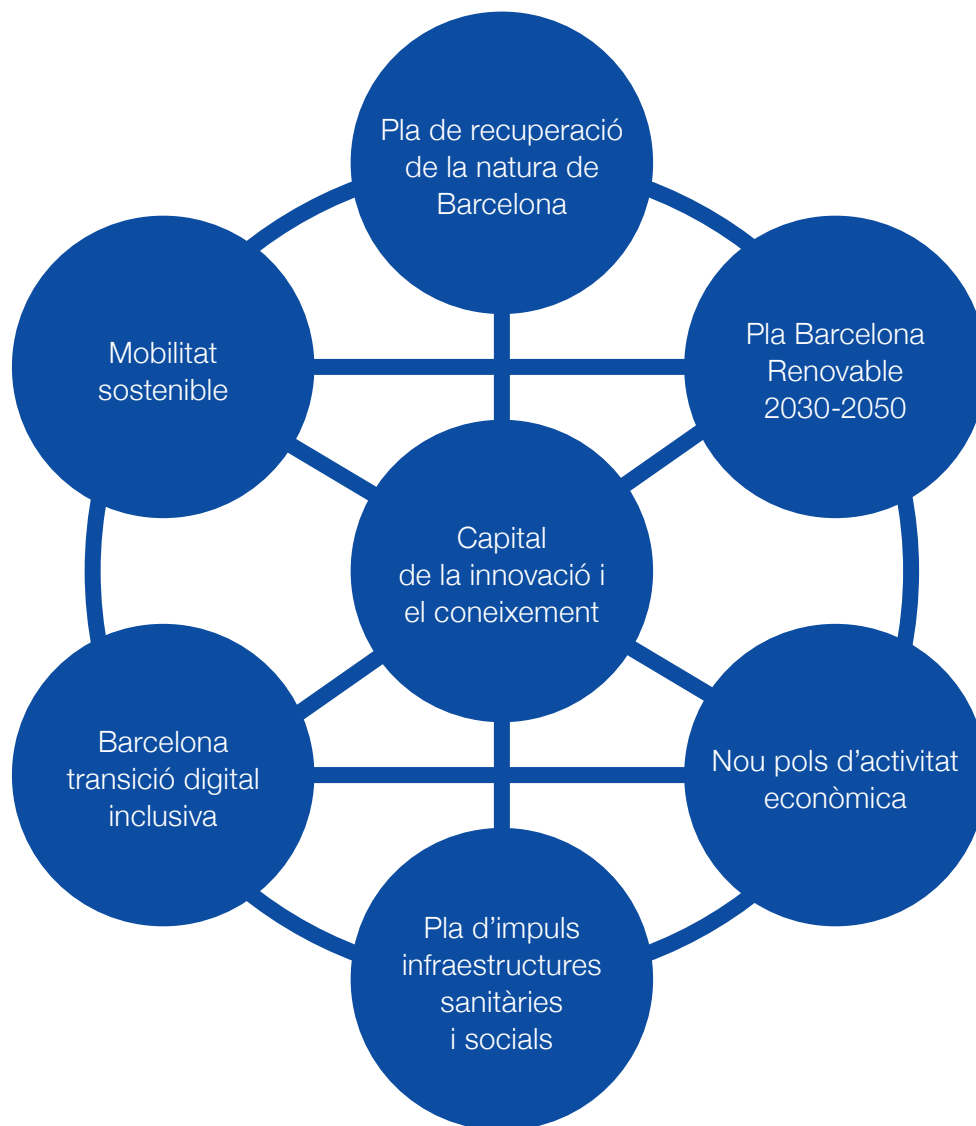 Pla de recuperació
de la natura de
Barcelona
Mobilitat
sostenible
Pla Barcelona
Renovable
2030-2050
Capital
de la innovació i
el coneixement
Barcelona
transició digital
inclusiva
Nou pols d’activitat
econòmica
Pla d’impuls
infraestructures
sanitàries
i socials